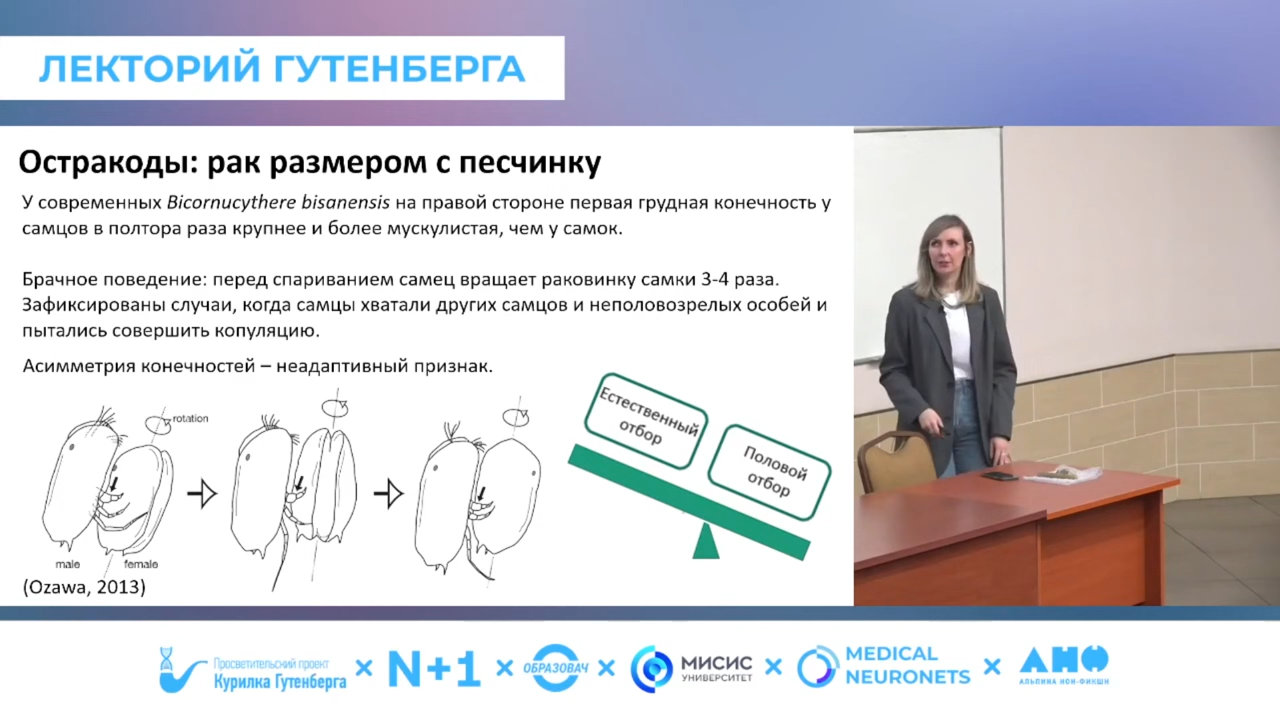 ЛЕКТОРИЙ ГУТЕНБЕРГА
Остракоды: рак размером с песчинку
У современных Bicornucythere bisanensis на правой стороне первая грудная конечность у
самцов в полтора раза крупнее и более мускулистая, чем у самок.
Брачное поведение: перед спариванием самец вращает раковинку самки 3-4 раза.
Зафиксированы случаи, когда самцы хватали других самцов и неполовозрелых особей и
пытались совершить копуляцию.
Асимметрия конечностей – неадаптивный признак.
rotation
male
female
(Ozawa, 2013)
Естественный
отбор
Половой
отбор
Просветительский проект
Курилка Гутенберга
N+1
ОБРАЗОВАЧ
МИСИС
УНИВЕРСИТЕТ
MEDICAL
NEURONETS
АНФ
АЛЬПИНА НОН-ФИКШН